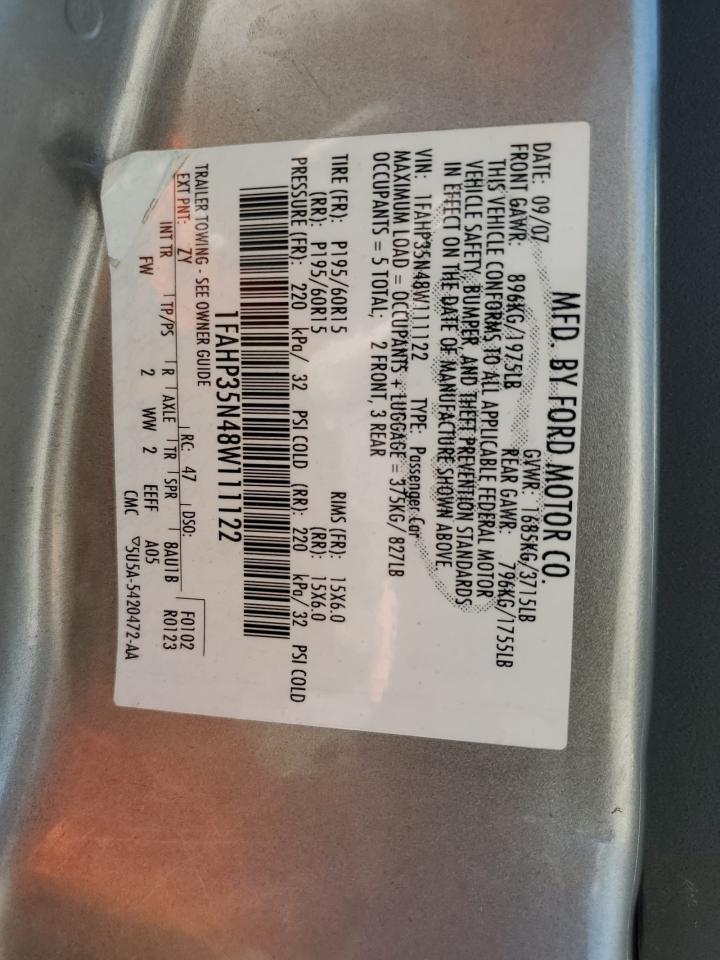 MFD. BY FORD MOTOR CO.
DATE: 09/07 GVWR: 1685KG/3715LB
FRONT GAWR: 896KG/1975LB REAR GAWR: 796KG/1755LB
THIS VEHICLE CONFORMS TO ALL APPLICABLE FEDERAL MOTOR
VEHICLE SAFETY, BUMPER, AND THEFT PREVENTION STANDARDS
IN EFFECT ON THE DATE OF MANUFACTURE SHOWN ABOVE.
VIN: 1FAHP35N48W111122 TYPE: Passenger Car
MAXIMUM LOAD = OCCUPANTS + LUGGAGE = 375KG/ 827LB
OCCUPANTS = 5 TOTAL; 2 FRONT, 3 REAR
TIRE (FR): P195/60R15 RIMS (FR): 15X6.0
(RR): P195/60R15 (RR): 15X6.0
PRESSURE (FR): 220 kPa/ 32 PSI COLD (RR): 220 kPa/ 32 PSI COLD
1FAHP35N48W111122
TRAILER TOWING - SEE OWNER GUIDE
EXT PNT: ZY RC: 47 DSO: F0102
INT TR TP/PS R AXLE TR SPR 8AU1B R0123
FW 2 WW 2 EEFF A05
CMC ▽5U5A-5420472-AA